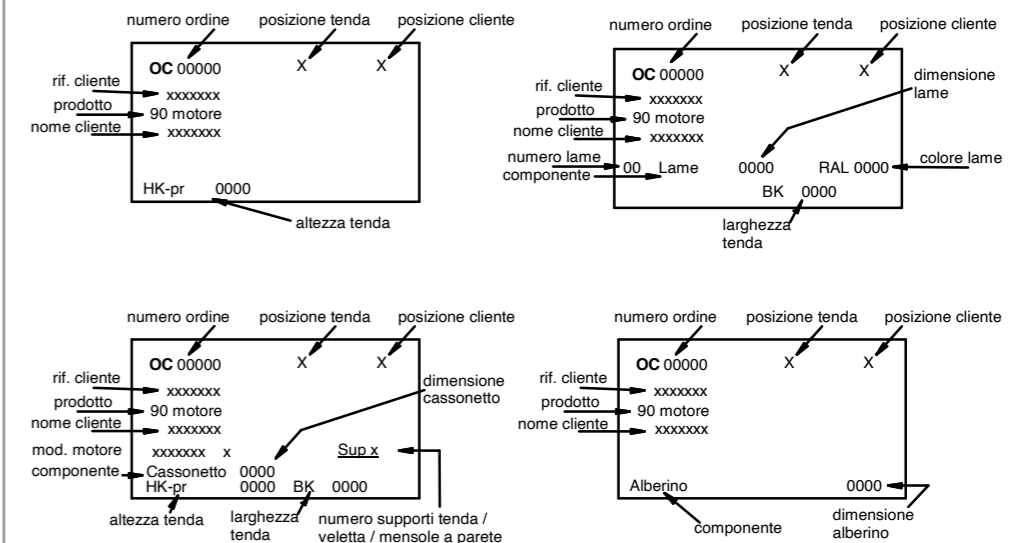 numero ordine posizione tenda posizione cliente
OC 00000 X X
rif. cliente
xxxxxxx
prodotto
90 motore
nome cliente
xxxxxxx
HK-pr 0000
altezza tenda
numero ordine posizione tenda posizione cliente
OC 00000 X X
dimensione
lame
rif. cliente
xxxxxxx
prodotto
90 motore
nome cliente
xxxxxxx
numero lame
colore lame
00 Lame 0000 RAL 0000
componente
BK 0000
larghezza
tenda
numero ordine posizione tenda posizione cliente
OC 00000 X X
dimensione
cassonetto
rif. cliente
xxxxxxx
prodotto
90 motore
nome cliente
xxxxxxx
mod. motore xxxxxxx x Sup x
componente Cassonetto 0000
HK-pr 0000 BK 0000
altezza tenda
larghezza
tenda
numero supporti tenda /
veletta / mensole a parete
numero ordine posizione tenda posizione cliente
OC 00000 X X
rif. cliente
xxxxxxx
prodotto
90 motore
nome cliente
xxxxxxx
Alberino 0000
componente
dimensione
alberino